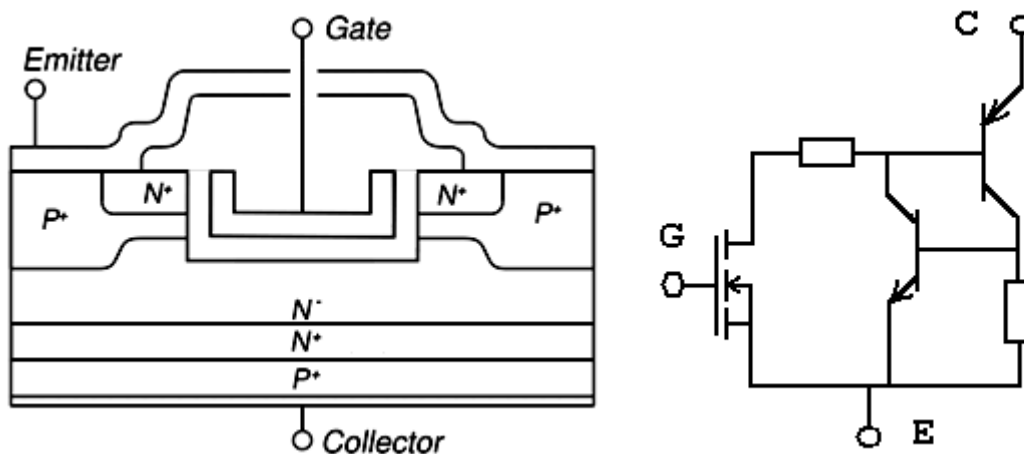 Gate
Emitter
N⁺ N⁺
P⁺ P⁺
N⁻
N⁺
P⁺
Collector
C
G
E